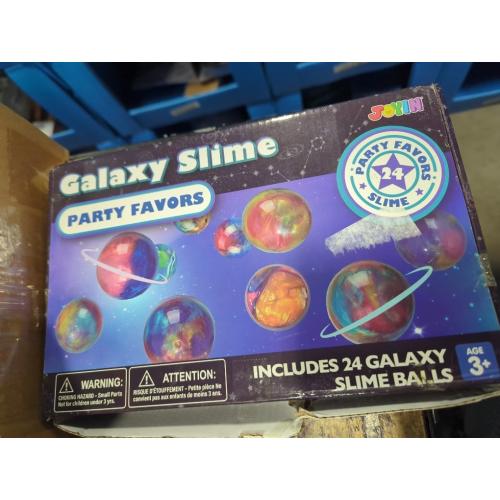 JOYIN
Galaxy Slime
PARTY FAVORS
PARTY FAVORS
24
SLIME
INCLUDES 24 GALAXY
SLIME BALLS
AGE
3+
WARNING:
CHOKING HAZARD - Small Parts
Not for children under 3 yrs.
ATTENTION:
RISQUE D'ÉTOUFFEMENT - Petite pièce Ne
convient pas aux enfants de moins de 3 ans.